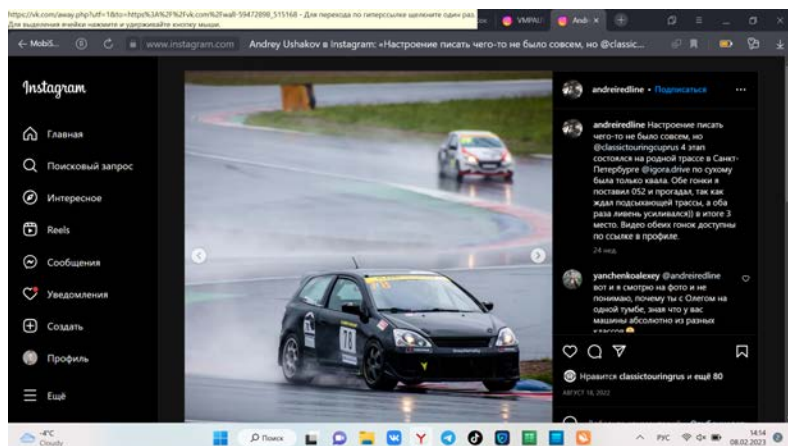 https://vk.com/away.php?utf=1&to=https%3A%2F%2Fvk.com%2Fwall-59472898_515168 - Для перехода по гиперссылке щелкните один раз.
Для выделения ячейки нажмите и удерживайте кнопку мыши.
VMPAU
Andr
MobiS...
www.instagram.com
Andrey Ushakov в Instagram: «Настроение писать чего-то не было совсем, но @classic...
Instagram
Главная
Поисковый запрос
Интересное
Reels
Сообщения
Уведомления
Создать
Профиль
Ещё
78
andreiredline • Подписаться
andreiredline Настроение писать
чего-то не было совсем, но
@classictouringcuprus 4 этап
состоялся на родной трассе в Санкт-
Петербурге @igora.drive по сухому
была только квала. Обе гонки я
поставил 052 и прогадал, так как
ждал подсыхающей трассы, а оба
раза ливень усиливался)) в итоге 3
место. Видео обеих гонок доступны
по ссылке в профиле.
24 нед.
yanchenkoalexey @andreiredline
вот и я смотрю на фото и не
понимаю, почему ты с Олегом на
одной тумбе, зная что у вас
машины абсолютно из разных
классов
Нравится classictouringrus и ещё 80
АВГУСТ 16, 2022
-4°C
Cloudy
Поиск
РУС
14:54
08.02.2023